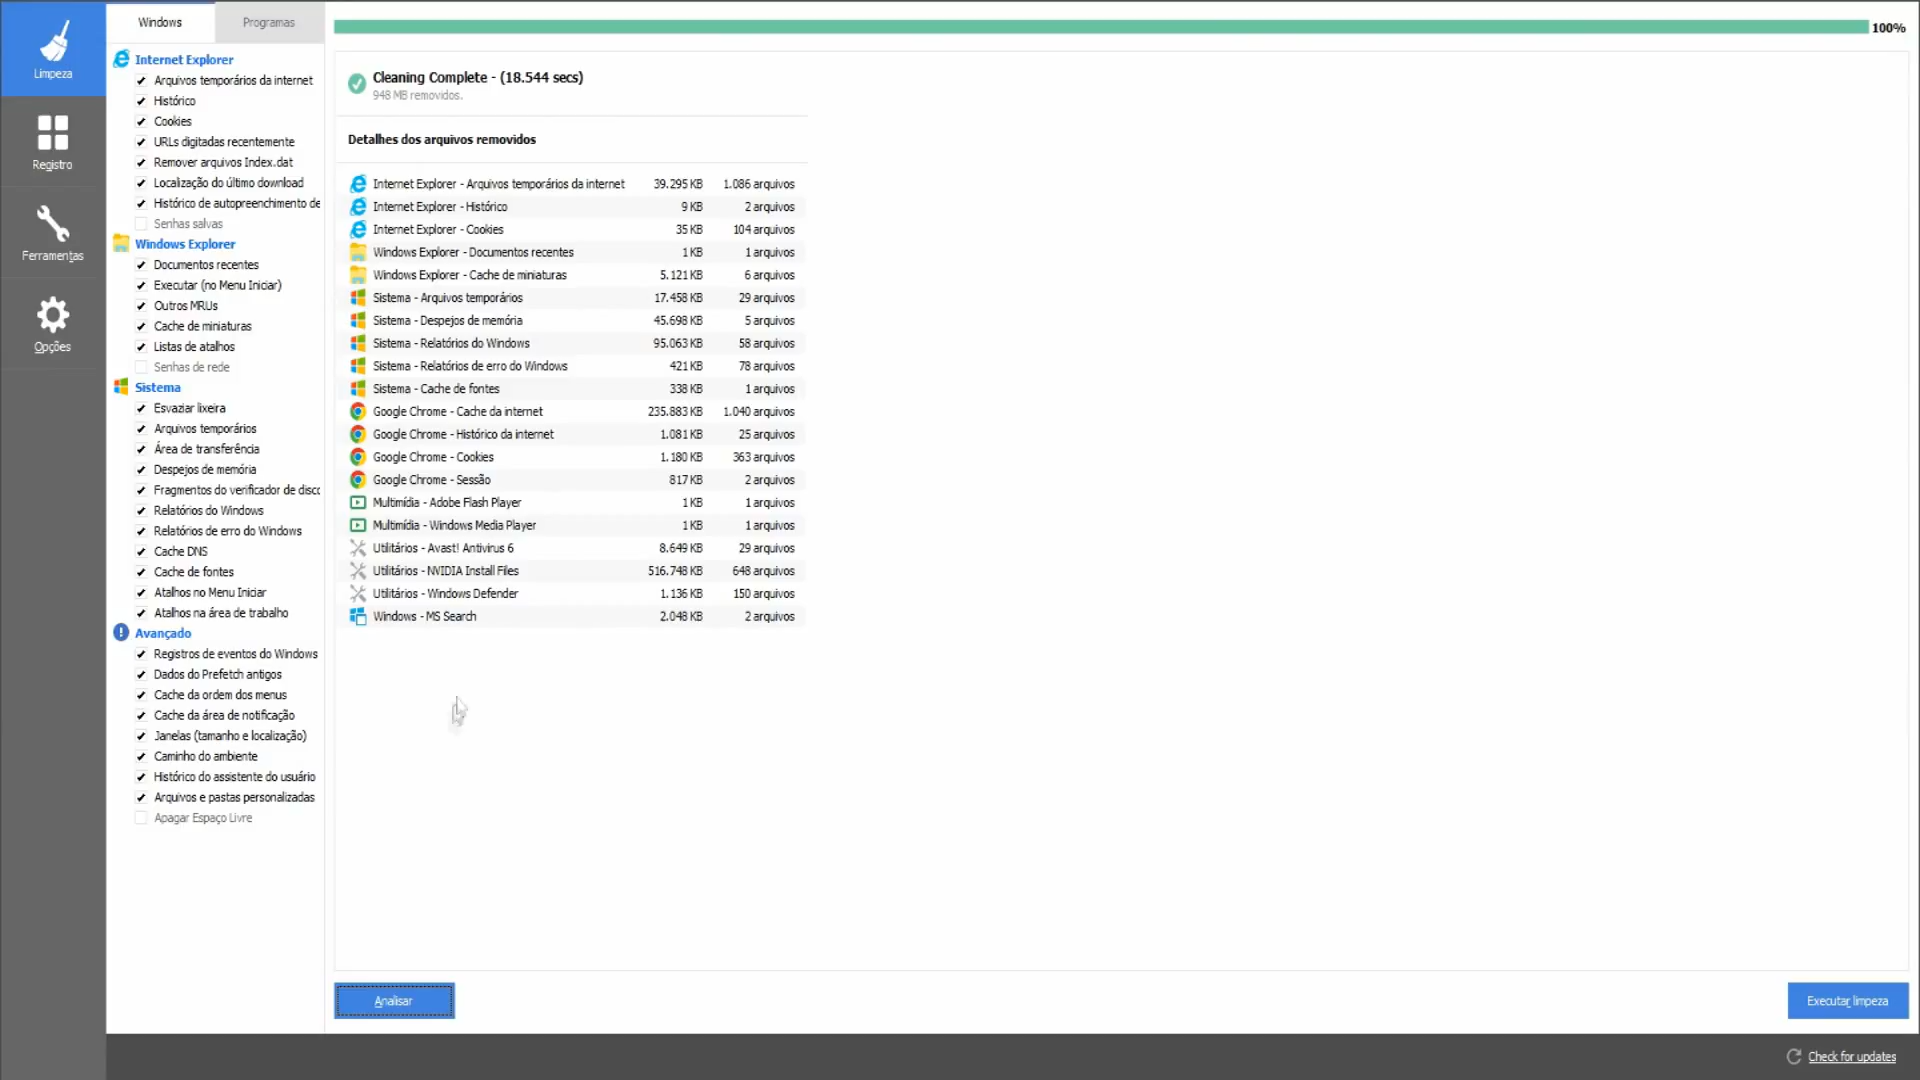 Limpeza
Registro
Ferramentas
Opções
Windows
Programas
Internet Explorer
Arquivos temporários da internet
Histórico
Cookies
URLs digitadas recentemente
Remover arquivos Index.dat
Localização do último download
Histórico de autopreenchimento de
Senhas salvas
Windows Explorer
Documentos recentes
Executar (no Menu Iniciar)
Outros MRUs
Cache de miniaturas
Listas de atalhos
Senhas de rede
Sistema
Esvaziar lixeira
Arquivos temporários
Área de transferência
Despejos de memória
Fragmentos do verificador de disco
Relatórios do Windows
Relatórios de erro do Windows
Cache DNS
Cache de fontes
Atalhos no Menu Iniciar
Atalhos na área de trabalho
Avançado
Registros de eventos do Windows
Dados do Prefetch antigos
Cache da ordem dos menus
Cache da área de notificação
Janelas (tamanho e localização)
Caminho do ambiente
Histórico do assistente do usuário
Arquivos e pastas personalizadas
Apagar Espaço Livre
100%
Cleaning Complete - (18.544 secs)
948 MB removidos.
Detalhes dos arquivos removidos
Internet Explorer - Arquivos temporários da internet 39.295 KB 1.086 arquivos
Internet Explorer - Histórico 9 KB 2 arquivos
Internet Explorer - Cookies 35 KB 104 arquivos
Windows Explorer - Documentos recentes 1 KB 1 arquivos
Windows Explorer - Cache de miniaturas 5.121 KB 6 arquivos
Sistema - Arquivos temporários 17.458 KB 29 arquivos
Sistema - Despejos de memória 45.698 KB 5 arquivos
Sistema - Relatórios do Windows 95.063 KB 58 arquivos
Sistema - Relatórios de erro do Windows 421 KB 78 arquivos
Sistema - Cache de fontes 338 KB 1 arquivos
Google Chrome - Cache da internet 235.883 KB 1.040 arquivos
Google Chrome - Histórico da internet 1.081 KB 25 arquivos
Google Chrome - Cookies 1.180 KB 363 arquivos
Google Chrome - Sessão 817 KB 2 arquivos
Multimídia - Adobe Flash Player 1 KB 1 arquivos
Multimídia - Windows Media Player 1 KB 1 arquivos
Utilitários - Avast! Antivirus 6 8.649 KB 29 arquivos
Utilitários - NVIDIA Install Files 516.748 KB 648 arquivos
Utilitários - Windows Defender 1.136 KB 150 arquivos
Windows - MS Search 2.048 KB 2 arquivos
Analisar
Executar limpeza
Check for updates